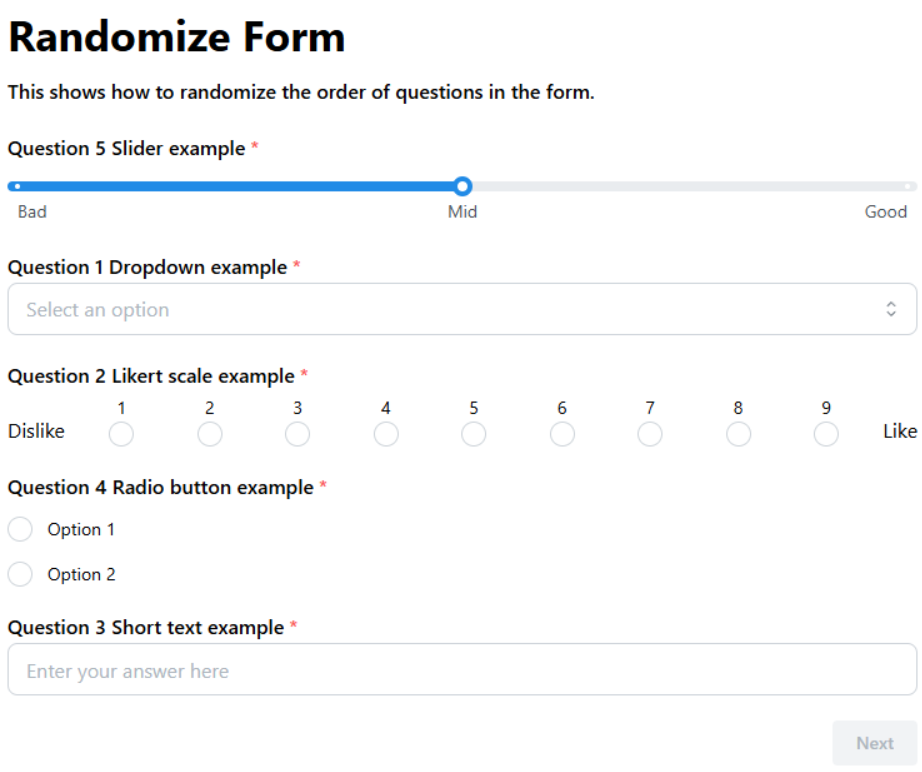 Randomize Form
This shows how to randomize the order of questions in the form.
Question 5 Slider example *
Bad Mid Good
Question 1 Dropdown example *
Select an option
Question 2 Likert scale example *
1 2 3 4 5 6 7 8 9
Dislike Like
Question 4 Radio button example *
Option 1
Option 2
Question 3 Short text example *
Enter your answer here
Next